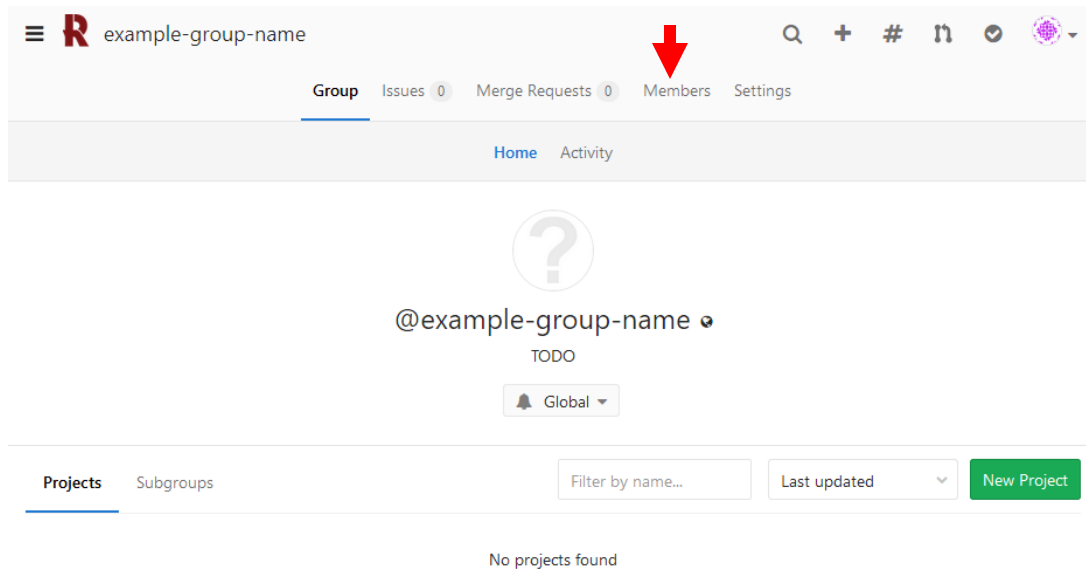 R example-group-name #
Group Issues 0 Merge Requests 0 Members Settings
Home Activity
?
@example-group-name
TODO
Global
Projects Subgroups Filter by name... Last updated New Project
No projects found